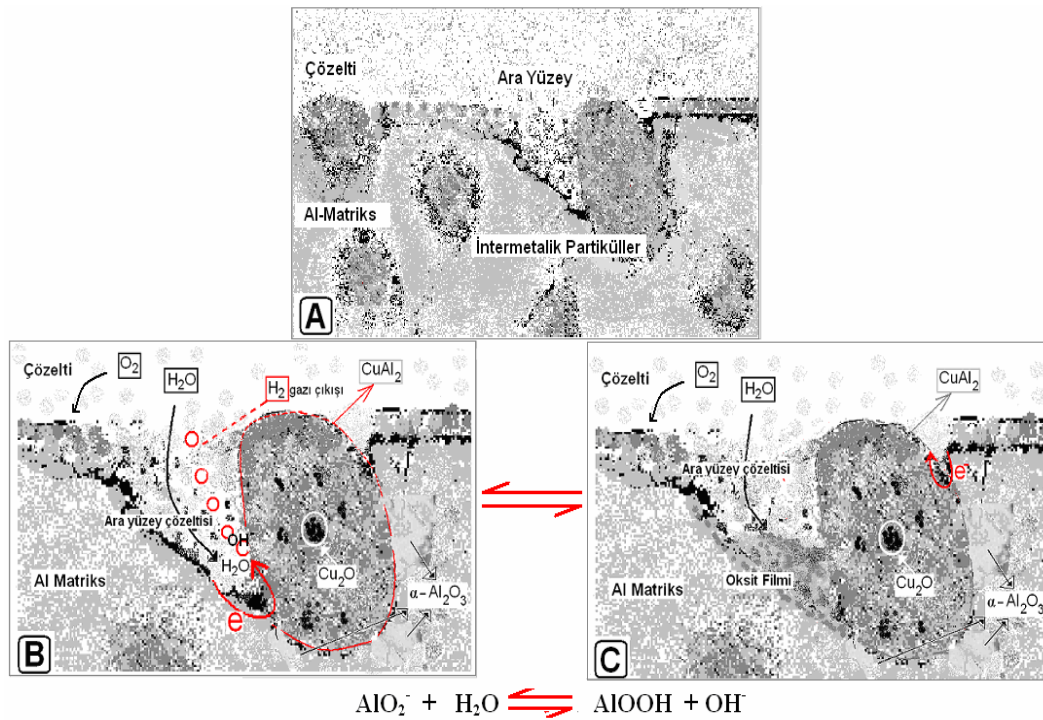 Çözelti
Ara Yüzey
Al-Matriks
İntermetalik Partiküller
A
Çözelti
O₂
H₂O
H₂ gazı çıkışı
CuAl₂
Ara yüzey çözeltisi
OH
H₂O
Al Matriks
e
Cu₂O
α-Al₂O₃
B
Çözelti
O₂
H₂O
CuAl₂
Ara yüzey çözeltisi
e
Al Matriks
Oksit Filmi
Cu₂O
α-Al₂O₃
C
AlO₂⁻ + H₂O ⇌ AlOOH + OH⁻